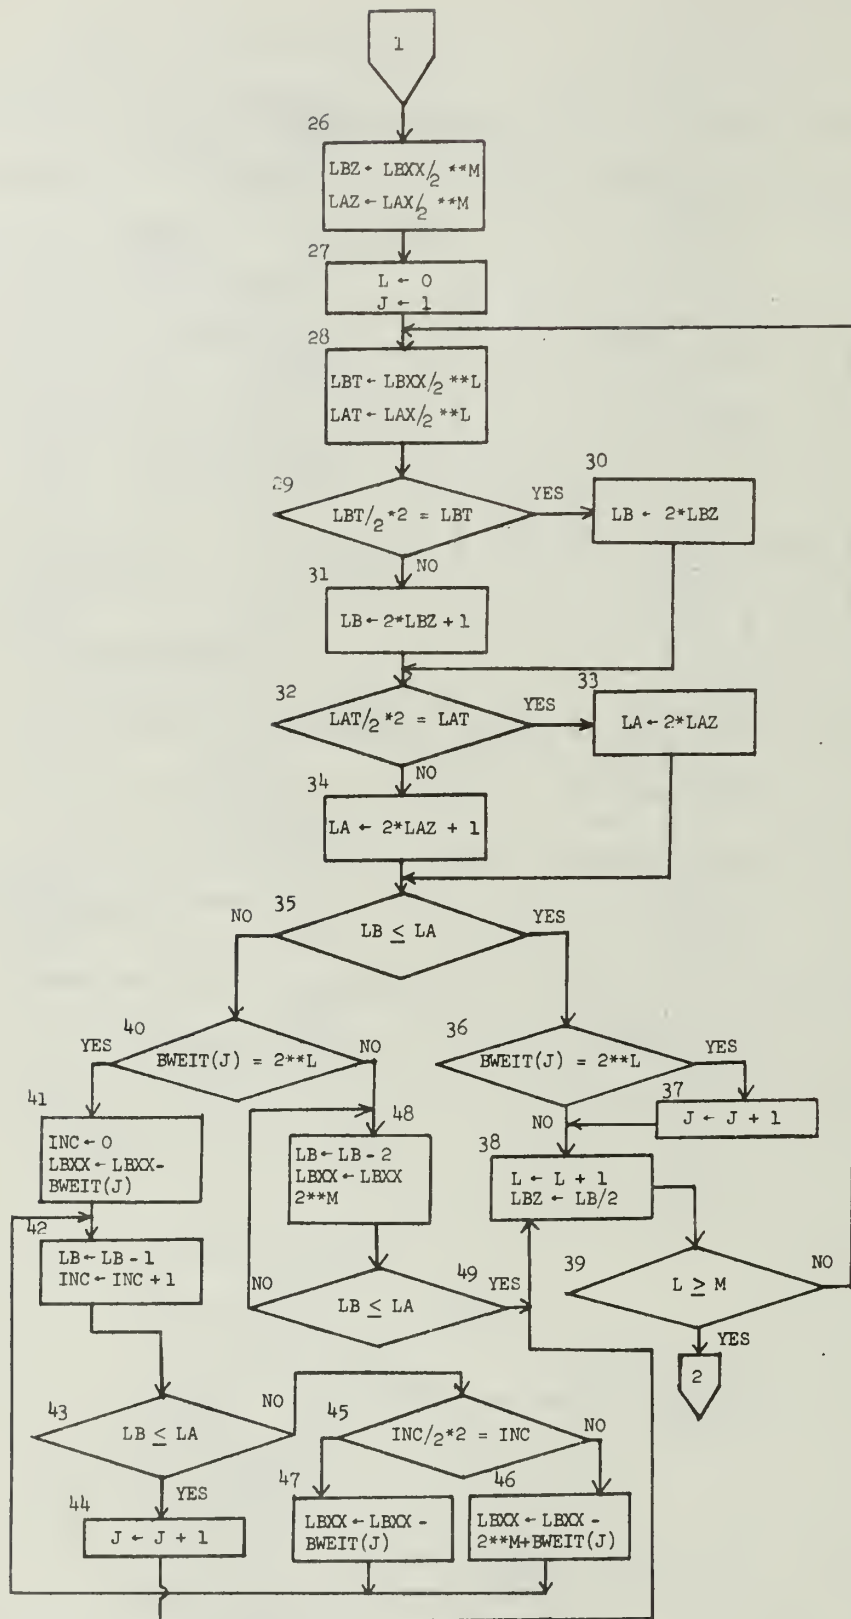 1
26
LBZ ← LBXX/2 **M
LAZ ← LAX/2 **M
27
L ← 0
J ← 1
28
LBT ← LBXX/2 **L
LAT ← LAX/2 **L
29
LBT/2 *2 = LBT
YES
30
LB ← 2*LBZ
NO
31
LB ← 2*LBZ + 1
32
LAT/2 *2 = LAT
YES
33
LA ← 2*LAZ
NO
34
LA ← 2*LAZ + 1
35
NO
LB ≤ LA
YES
40
YES
BWEIT(J) = 2**L
NO
36
BWEIT(J) = 2**L
YES
41
INC ← 0
LBXX ← LBXX-
BWEIT(J)
48
LB ← LB - 2
LBXX ← LBXX
2**M
37
J ← J + 1
NO
38
L ← L + 1
LBZ ← LB/2
42
LB ← LB - 1
INC ← INC + 1
NO
LB ≤ LA
49
YES
39
L ≥ M
NO
YES
2
43
LB ≤ LA
NO
45
INC/2 *2 = INC
NO
YES
44
J ← J + 1
47
LBXX ← LBXX -
BWEIT(J)
46
LBXX ← LBXX -
2**M+BWEIT(J)